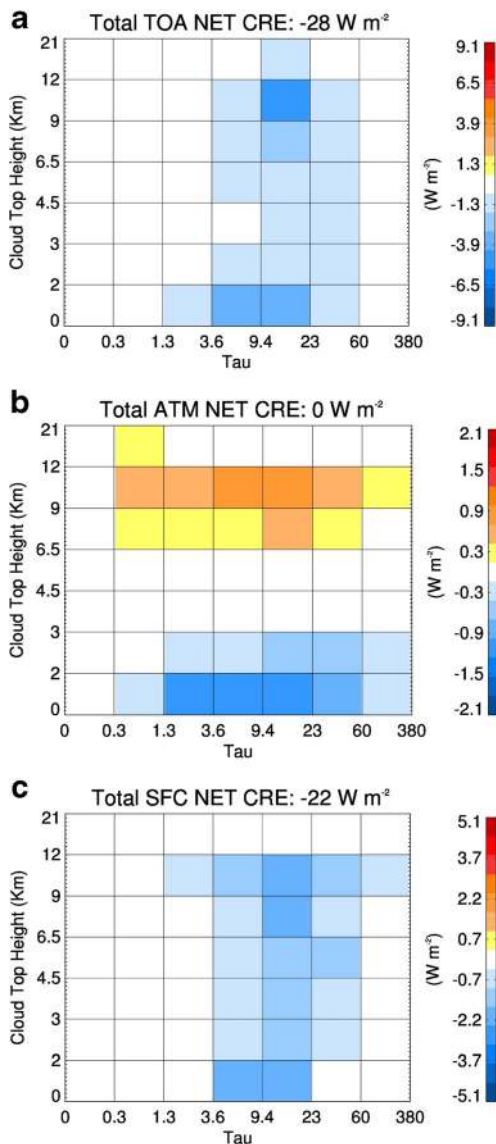 a
Total TOA NET CRE: -28 W m-2
Cloud Top Height (Km)
21
12
9
6.5
4.5
3
2
0
0 0.3 1.3 3.6 9.4 23 60 380
Tau
9.1
6.5
3.9
1.3
-1.3
-3.9
-6.5
-9.1
(W m-2)
b
Total ATM NET CRE: 0 W m-2
Cloud Top Height (Km)
21
12
9
6.5
4.5
3
2
0
0 0.3 1.3 3.6 9.4 23 60 380
Tau
2.1
1.5
0.9
0.3
-0.3
-0.9
-1.5
-2.1
(W m-2)
c
Total SFC NET CRE: -22 W m-2
Cloud Top Height (Km)
21
12
9
6.5
4.5
3
2
0
0 0.3 1.3 3.6 9.4 23 60 380
Tau
5.1
3.7
2.2
0.7
-0.7
-2.2
-3.7
-5.1
(W m-2)